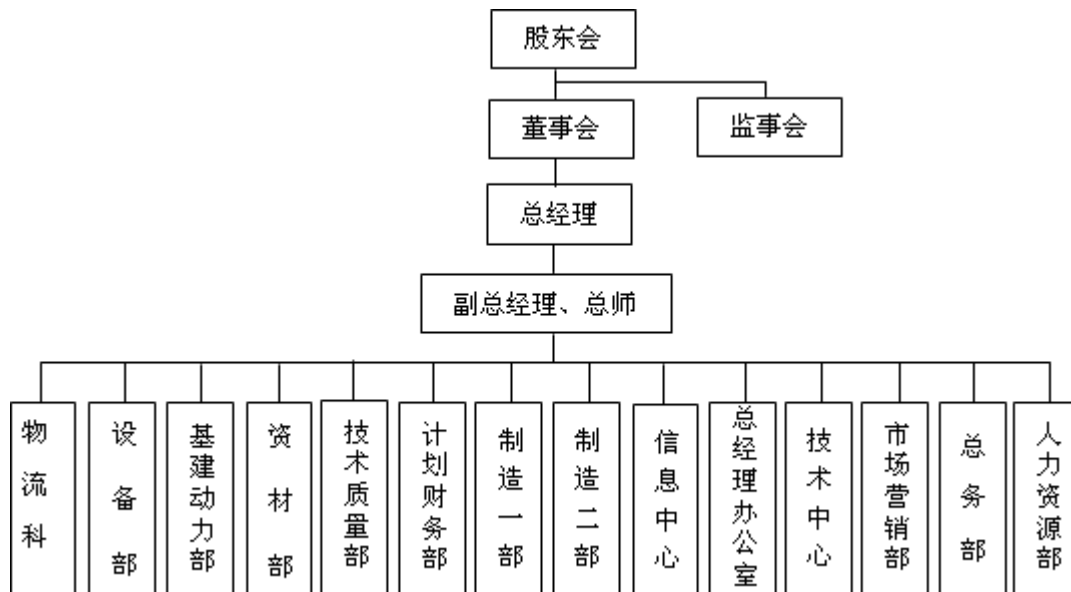 股东会
董事会
监事会
总经理
副总经理、总师
物流科
设备部
基建动力部
资材部
技术质量部
计划财务部
制造一部
制造二部
信息中心
总经理办公室
技术中心
市场营销部
总务部
人力资源部